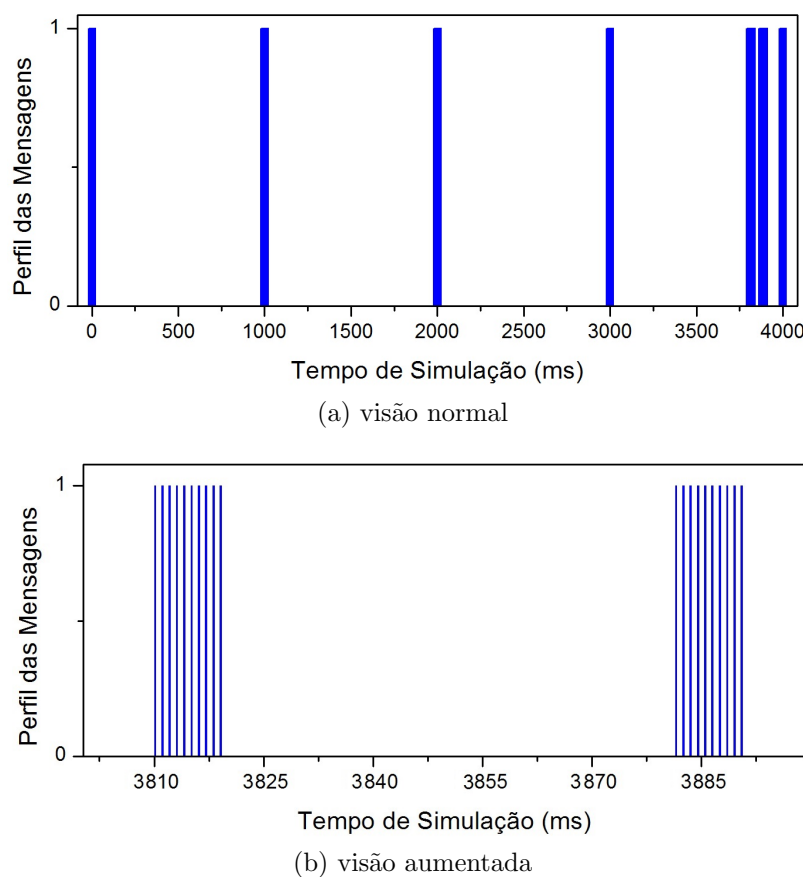 1
Perfil das Mensagens
0
0 500 1000 1500 2000 2500 3000 3500 4000
Tempo de Simulação (ms)
(a) visão normal
1
Perfil das Mensagens
0
3810 3825 3840 3855 3870 3885
Tempo de Simulação (ms)
(b) visão aumentada